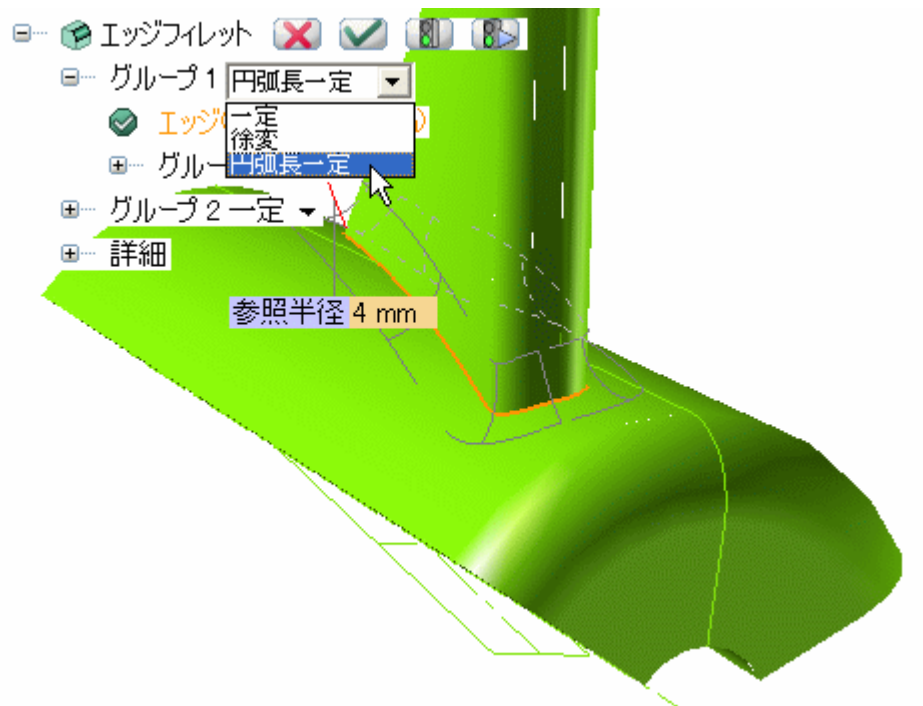 エッジフィレット
グループ 1 円弧長一定
一定
エッジ
徐変
グルー
円弧長一定
グループ 2 一定
詳細
参照半径 4 mm